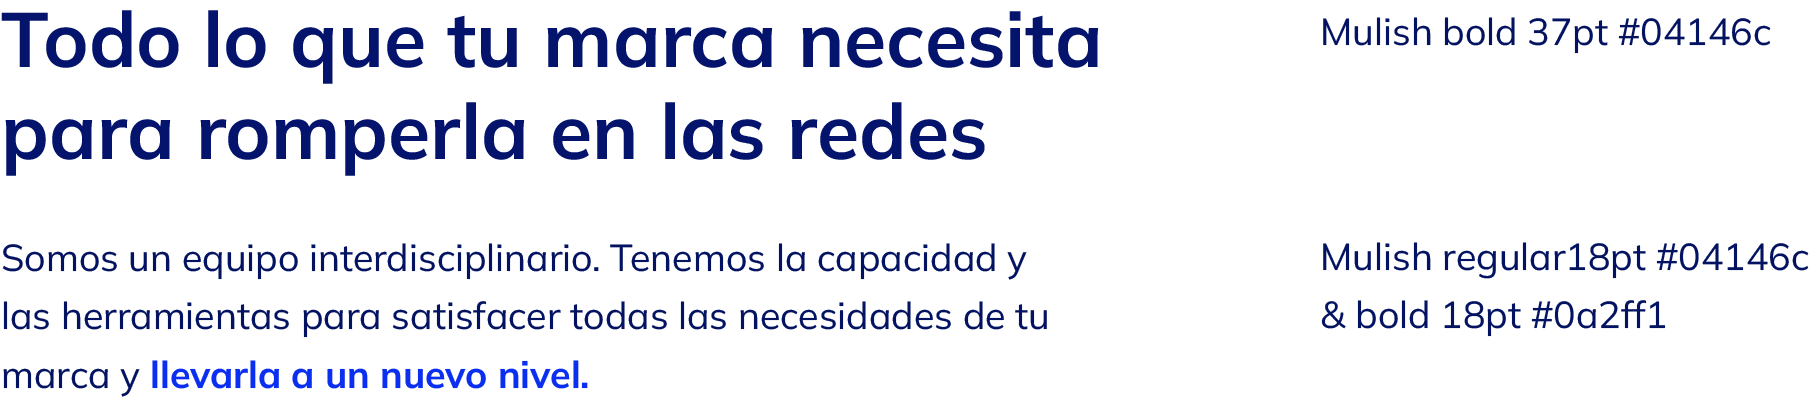 Todo lo que tu marca necesita
para romperla en las redes
Mulish bold 37pt #04146c
Somos un equipo interdisciplinario. Tenemos la capacidad y
las herramientas para satisfacer todas las necesidades de tu
marca y llevarla a un nuevo nivel.
Mulish regular18pt #04146c
& bold 18pt #0a2ff1